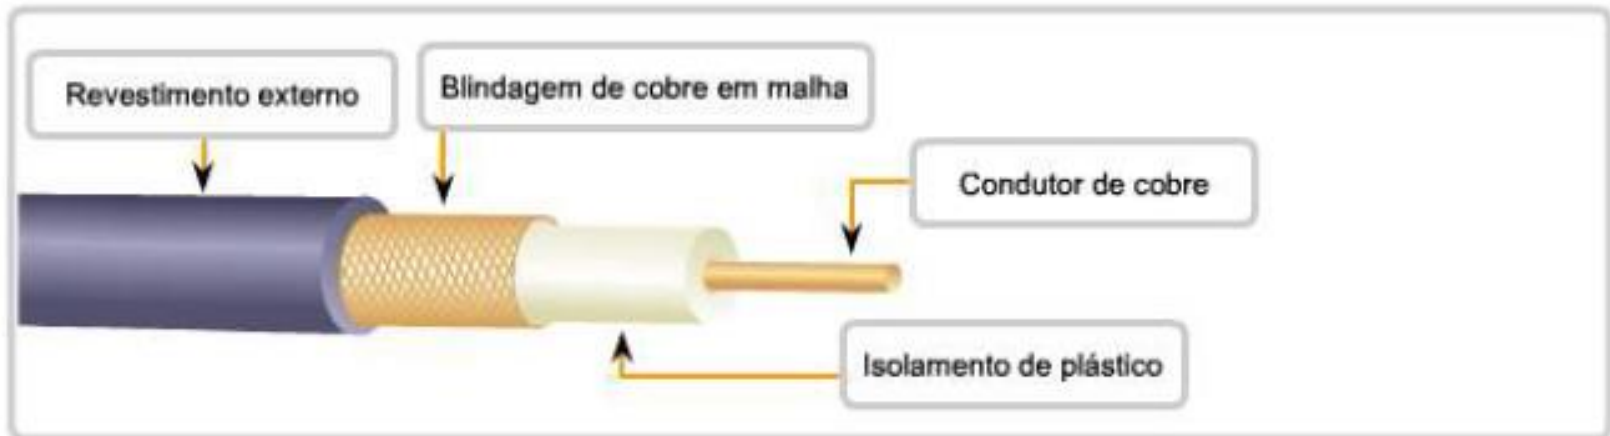 Revestimento externo
Blindagem de cobre em malha
Condutor de cobre
Isolamento de plástico